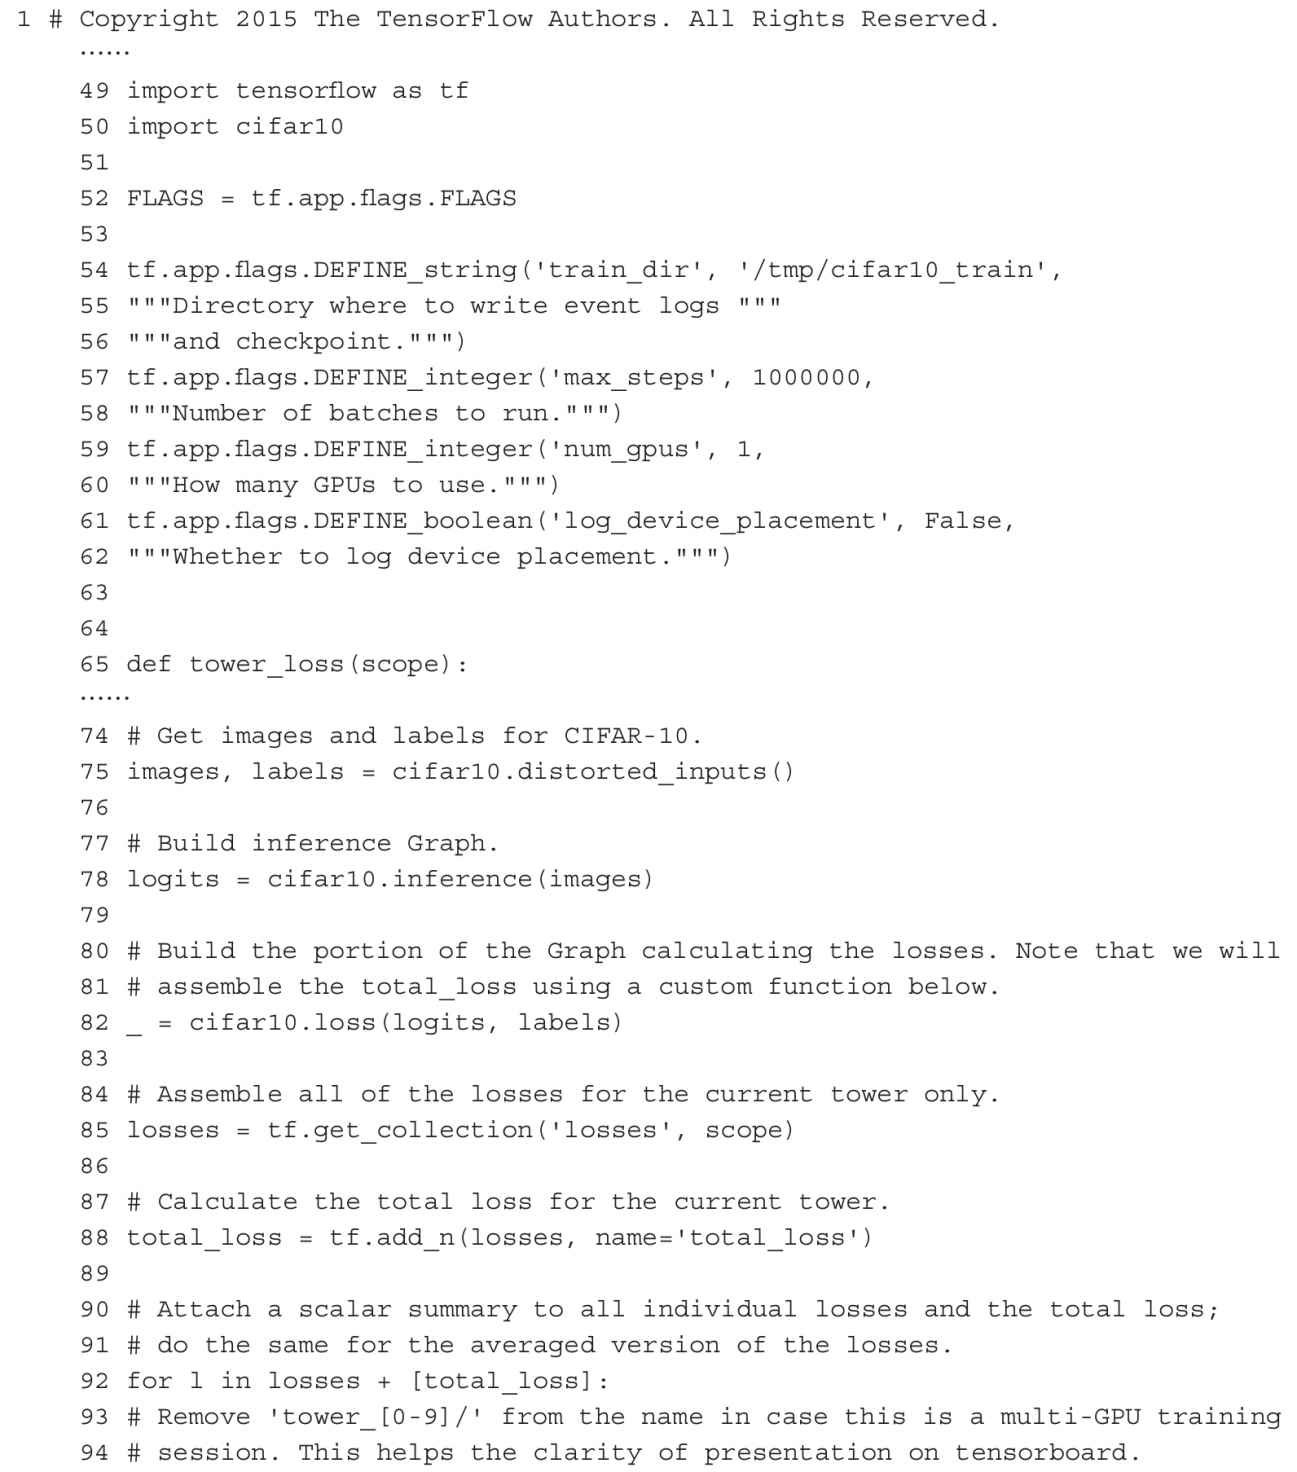 1 # Copyright 2015 The TensorFlow Authors. All Rights Reserved.
......
49 import tensorflow as tf
50 import cifar10
51
52 FLAGS = tf.app.flags.FLAGS
53
54 tf.app.flags.DEFINE_string('train_dir', '/tmp/cifar10_train',
55 """Directory where to write event logs """
56 """and checkpoint.""")
57 tf.app.flags.DEFINE_integer('max_steps', 1000000,
58 """Number of batches to run.""")
59 tf.app.flags.DEFINE_integer('num_gpus', 1,
60 """How many GPUs to use.""")
61 tf.app.flags.DEFINE_boolean('log_device_placement', False,
62 """Whether to log device placement.""")
63
64
65 def tower_loss(scope):
......
74 # Get images and labels for CIFAR-10.
75 images, labels = cifar10.distorted_inputs()
76
77 # Build inference Graph.
78 logits = cifar10.inference(images)
79
80 # Build the portion of the Graph calculating the losses. Note that we will
81 # assemble the total_loss using a custom function below.
82 _ = cifar10.loss(logits, labels)
83
84 # Assemble all of the losses for the current tower only.
85 losses = tf.get_collection('losses', scope)
86
87 # Calculate the total loss for the current tower.
88 total_loss = tf.add_n(losses, name='total_loss')
89
90 # Attach a scalar summary to all individual losses and the total loss;
91 # do the same for the averaged version of the losses.
92 for l in losses + [total_loss]:
93 # Remove 'tower_[0-9]/' from the name in case this is a multi-GPU training
94 # session. This helps the clarity of presentation on tensorboard.